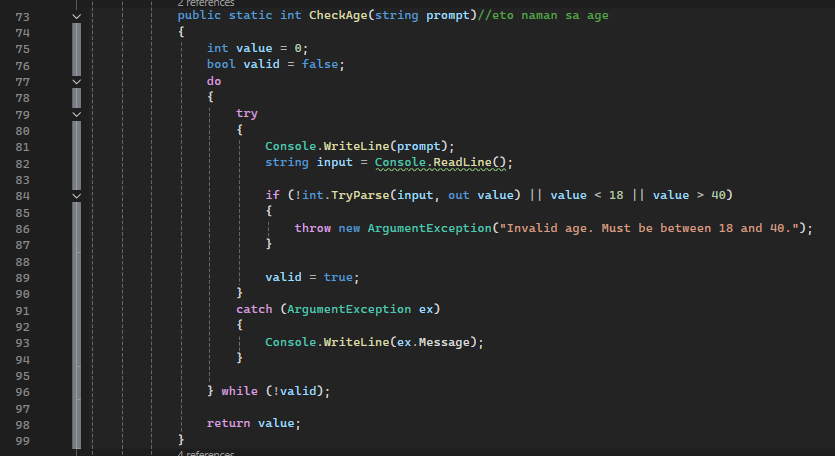 2 references
73 public static int CheckAge(string prompt)//eto naman sa age
74 {
75 int value = 0;
76 bool valid = false;
77 do
78 {
79 try
80 {
81 Console.WriteLine(prompt);
82 string input = Console.ReadLine();
83
84 if (!int.TryParse(input, out value) || value < 18 || value > 40)
85 {
86 throw new ArgumentException("Invalid age. Must be between 18 and 40.");
87 }
88
89 valid = true;
90 }
91 catch (ArgumentException ex)
92 {
93 Console.WriteLine(ex.Message);
94 }
95
96 } while (!valid);
97
98 return value;
99 }
4 references